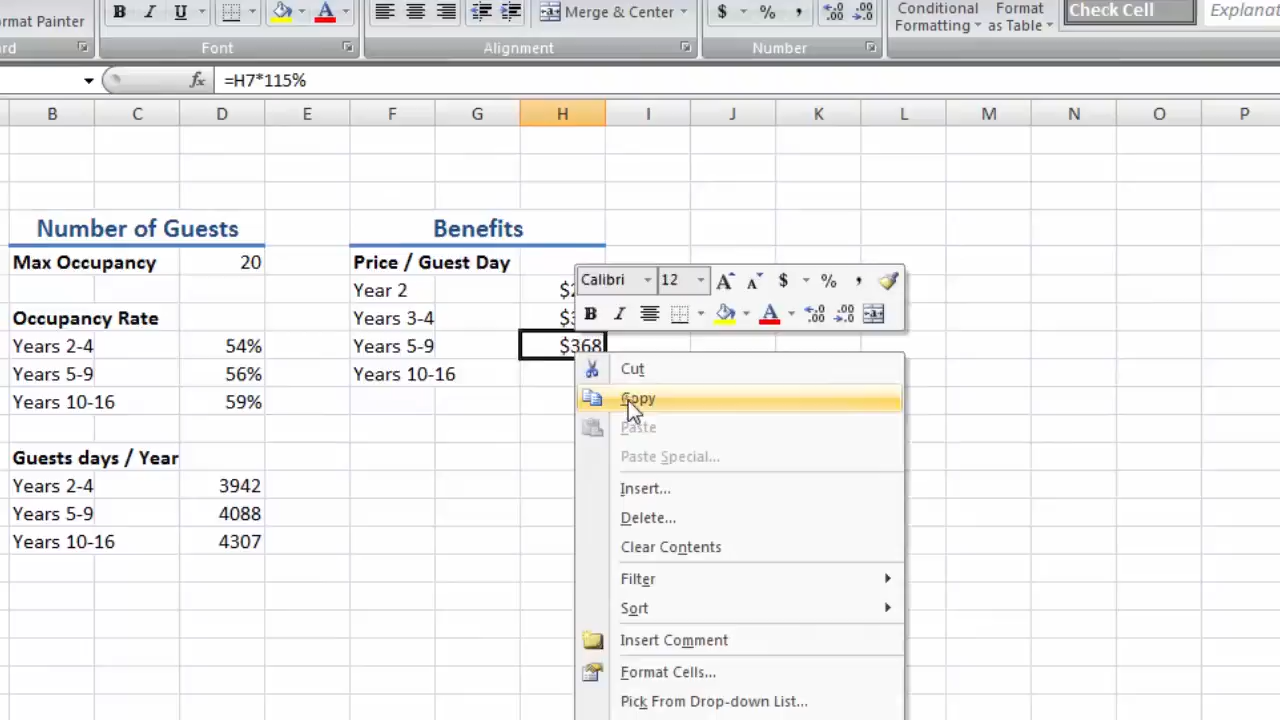 ormat Painter
B I U A
Merge & Center
$ % ,
Conditional Formatting
Format as Table
Check Cell
Explanat
rd
Font
Alignment
Number
fx
=H7*115%
B C D E F G H I J K L M N O P
Number of Guests
Benefits
Max Occupancy 20
Price / Guest Day
Year 2
Occupancy Rate
Years 3-4
Years 2-4 54%
Years 5-9 $368
Years 5-9 56%
Years 10-16
Years 10-16 59%
Guests days / Year
Years 2-4 3942
Years 5-9 4088
Years 10-16 4307
Calibri 12 A A $ % ,
B I A
Cut
Copy
Paste
Paste Special...
Insert...
Delete...
Clear Contents
Filter
Sort
Insert Comment
Format Cells...
Pick From Drop-down List...